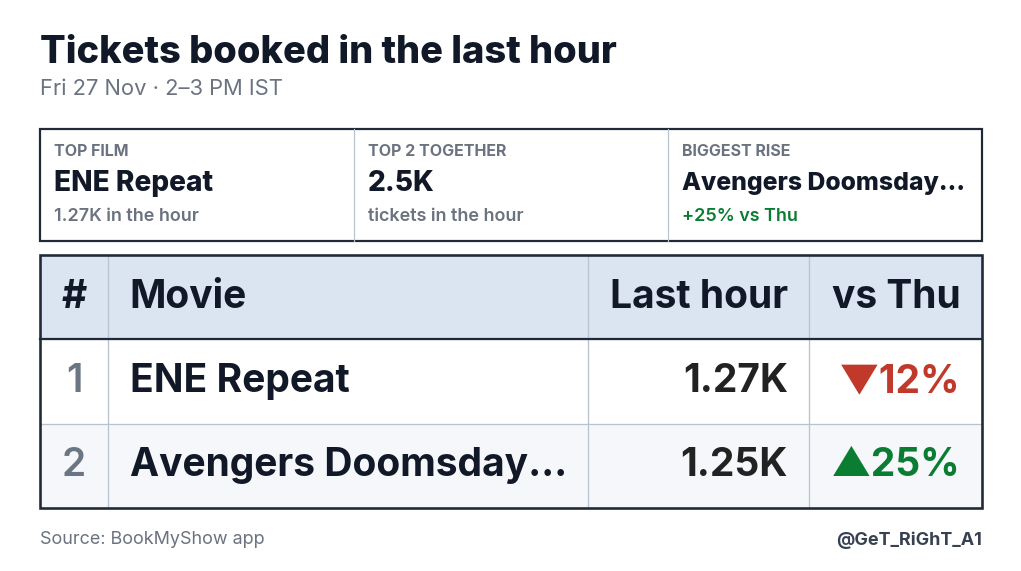 Tickets booked in the last hour
Fri 27 Nov · 2–3 PM IST
TOP FILM
ENE Repeat
1.27K in the hour
TOP 2 TOGETHER
2.5K
tickets in the hour
BIGGEST RISE
Avengers Doomsday...
+25% vs Thu
# Movie Last hour vs Thu
1 ENE Repeat 1.27K ▼12%
2 Avengers Doomsday... 1.25K ▲25%
Source: BookMyShow app
@GeT_RiGhT_A1